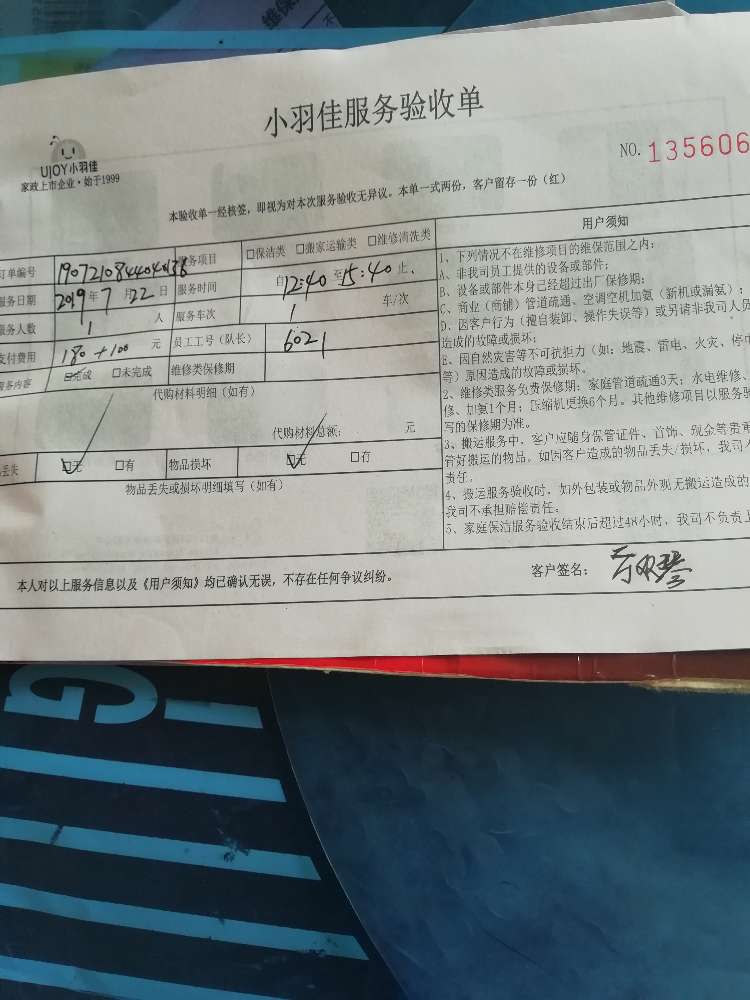 小羽佳服务验收单
UJOY小羽佳
家政上市企业·始于1999
NO. 135606
本验收单一经核签，即视为对本次服务验收无异议。本单一式两份，客户留存一份（红）
订单编号 务项目 □保洁类 □搬家运输类 □维修清洗类
服务日期 2019年7月22日 服务时间 自12:40至15:40止
服务人数 1 人 服务车次 1 车/次
支付费用 180+100 元 员工工号（队长） 6021
服务内容 □完成 □未完成 维修类保修期
代购材料明细（如有）
代购材料总额： 元
丢失 □无 □有 物品损坏 □无 □有
物品丢失或损坏明细填写（如有）
用户须知
1、下列情况不在维修项目的维保范围之内：
A、非我司员工提供的设备或部件；
B、设备或部件本身已经超过出厂保修期；
C、商业（商铺）管道疏通、空调空机加氨（新机或漏氨）；
D、因客户行为（擅自装卸、操作失误等）或另请非我司人员
造成的故障或损坏；
E、因自然灾害等不可抗拒力（如：地震、雷电、火灾、停
等）原因造成的故障或损坏。
2、维修类服务免费保修期：家庭管道疏通3天；水电维修、
修、加氨1个月；压缩机更换6个月。其他维修项目以服务
写的保修期为准。
3、搬运服务中，客户应随身保管证件、首饰、现金等贵重
管好搬运的物品。如因客户造成的物品丢失/损坏，我司
责任。
4、搬运服务验收时，如外包装或物品外观无搬运造成的
我司不承担赔偿责任。
5、家庭保洁服务验收结束后超过48小时，我司不负责
本人对以上服务信息以及《用户须知》均已确认无误，不存在任何争议纠纷。
客户签名：